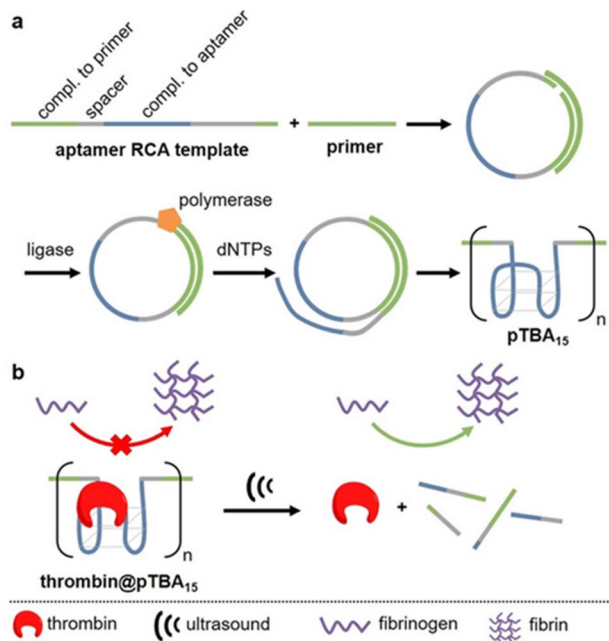 a
compl. to primer
spacer
compl. to aptamer
+
aptamer RCA template
primer
polymerase
ligase
dNTPs
n
pTBA15
b
n
+
thrombin@pTBA15
thrombin
ultrasound
fibrinogen
fibrin